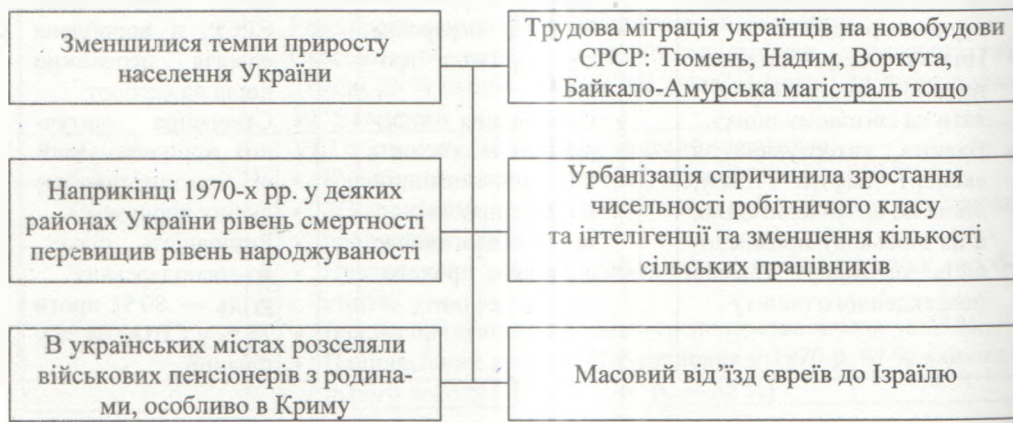 Зменшилися темпи приросту
населення України
Трудова міграція українців на новобудови
СРСР: Тюмень, Надим, Воркута,
Байкало-Амурська магістраль тощо
Наприкінці 1970-х рр. у деяких
районах України рівень смертності
перевищив рівень народжуваності
Урбанізація спричинила зростання
чисельності робітничого класу
та інтелігенції та зменшення кількості
сільських працівників
В українських містах розселяли
військових пенсіонерів з родина-
ми, особливо в Криму
Масовий від’їзд євреїв до Ізраїлю